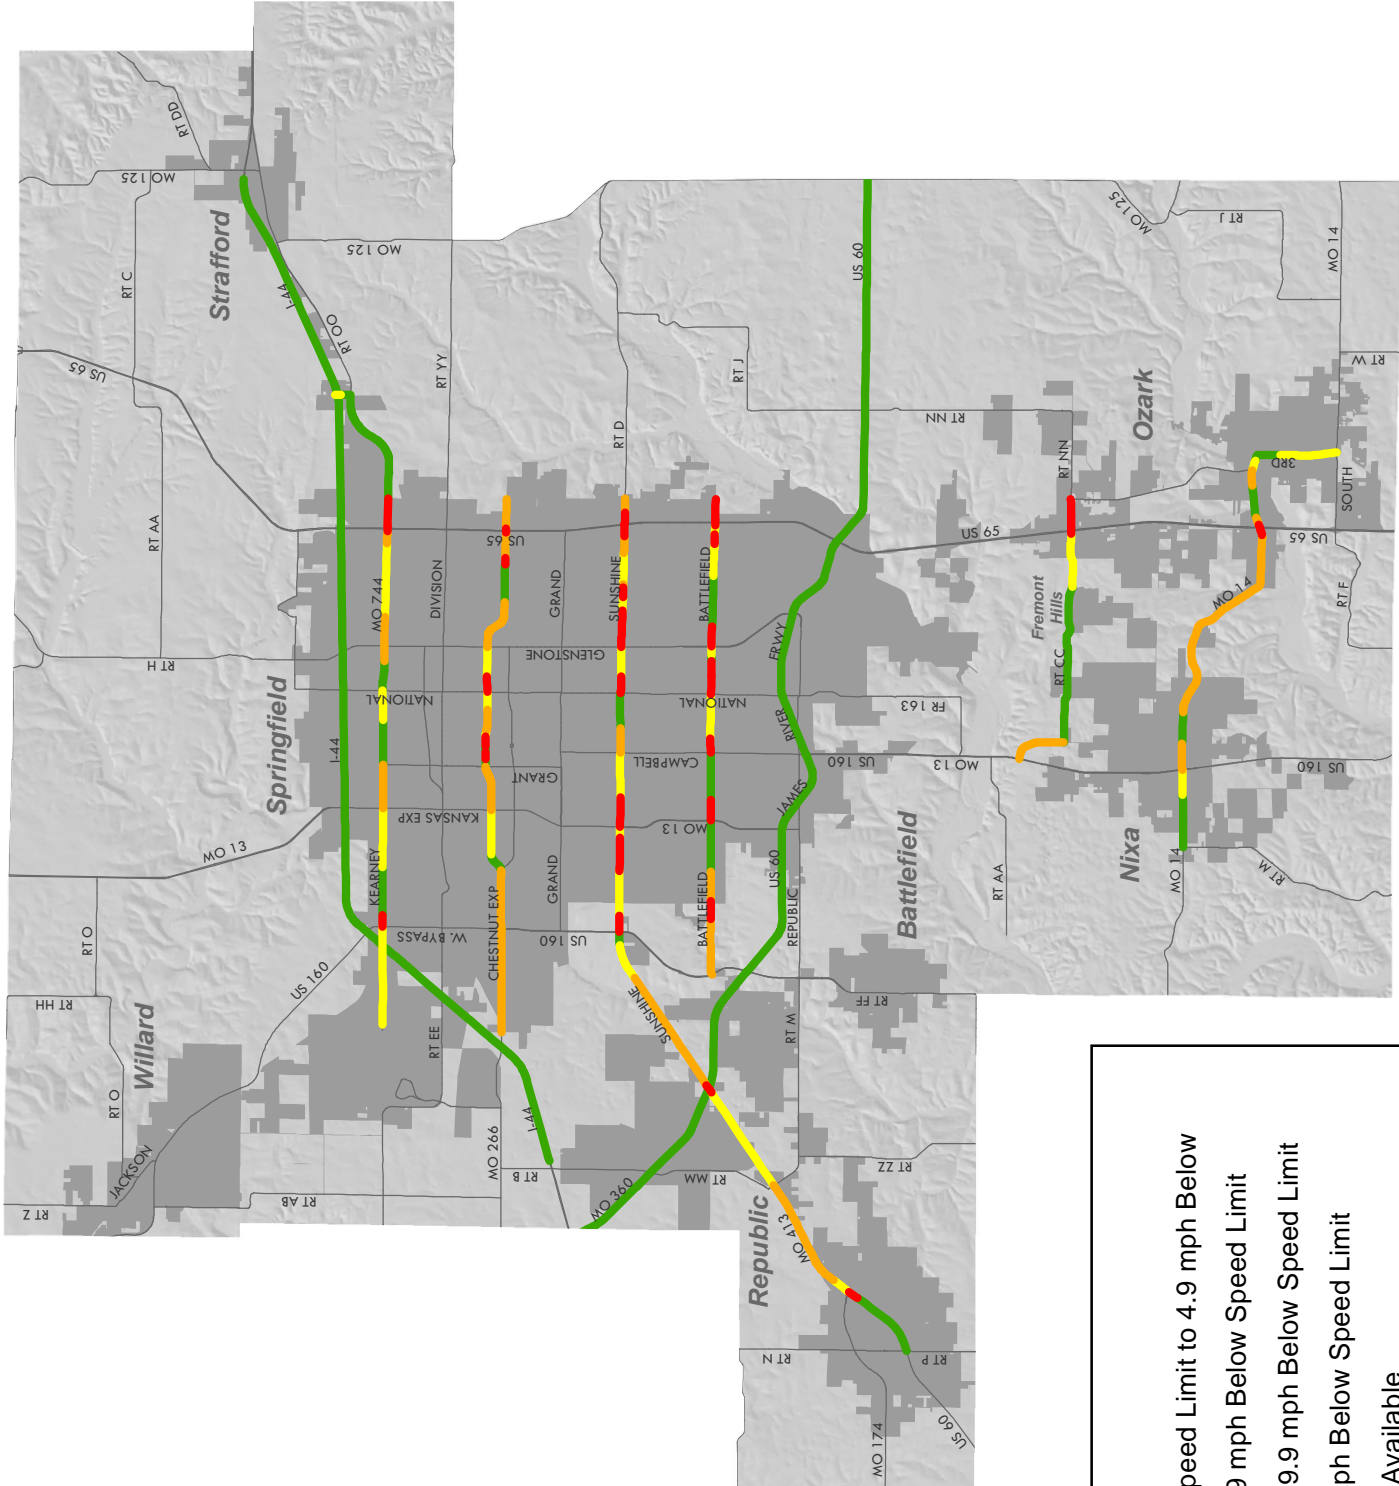 RT DD
MO 125
Strafford
RT C
MO 125
I-44
RT OO
US 65
RT YY
RT J
RT D
US 60
MO 125
RT J
MO 14
RT W
RT NN
RT NN
Ozark
3RD
SOUTH
RT AA
MO 744
DIVISION
US 65
GRAND
SUNSHINE
BATTLEFIELD
US 65
US 65
RT F
MO 14
Fremont
Hills
RT CC
RT H
GLENSTONE
FRWY
Springfield
NATIONAL
NATIONAL
FR 163
I-44
RIVER
GRANT
CAMPBELL
US 160
MO 13
US 160
JAMES
KANSAS EXP
MO 13
MO 13
KEARNEY
GRAND
BATTLEFIELD
US 60
Battlefield
RT AA
Nixa
MO 14
RT M
RT O
W. BYPASS
CHESTNUT EXP
US 160
REPUBLIC
US 160
RT HH
Willard
RT EE
SUNSHINE
RT M
RT FF
RT O
JACKSON
I-44
MO 266
RT B
RT MM
RT ZZ
RT Z
RT AB
MO 360
Republic
MO 413
RT N
RT P
MO 174
US 60
peed Limit to 4.9 mph Below
9 mph Below Speed Limit
9.9 mph Below Speed Limit
ph Below Speed Limit
Available